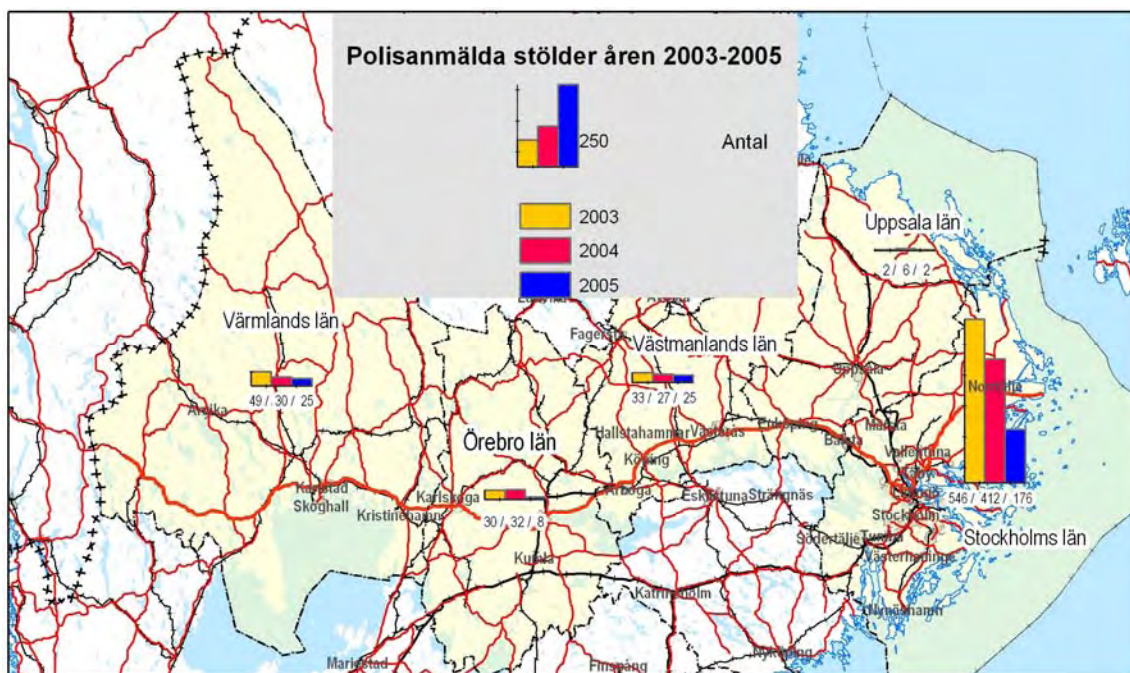 Polisanmälda stölder åren 2003-2005
250
Antal
2003
2004
2005
Uppsala län
2 / 6 / 2
Värmlands län
49 / 30 / 25
Västmanlands län
33 / 27 / 25
Fagersta
Uppsala
Norrtälje
Arvika
Örebro län
Hallstahammar
Västerås
Enköping
Bålsta
Märsta
Vallentuna
Täby
Köping
Arboga
Eskilstuna
Strängnäs
Karlstad
Skoghall
Karlskoga
Kristinehamn
30 / 32 / 8
546 / 412 / 176
Stockholm
Stockholms län
Södertälje
Tumba
Västerhaninge
Kumla
Katrineholm
Nynäshamn
Mariestad
Finspång
Nyköping